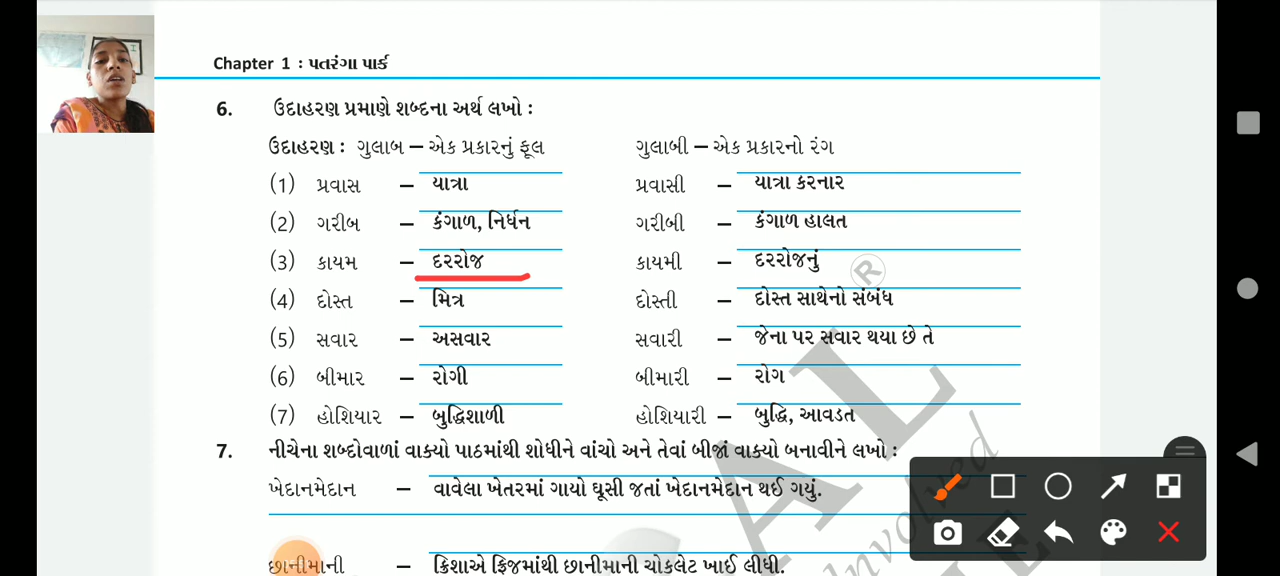 Chapter 1 : પતરંગા પાર્ક
6. ઉદાહરણ પ્રમાણે શબ્દના અર્થ લખો :
ઉદાહરણ : ગુલાબ – એક પ્રકારનું ફૂલ ગુલાબી – એક પ્રકારનો રંગ
(1) પ્રવાસ – યાત્રા પ્રવાસી – યાત્રા કરનાર
(2) ગરીબ – કંગાળ, નિર્ધન ગરીબી – કંગાળ હાલત
(3) કાયમ – દરરોજ કાયમી – દરરોજનું
(4) દોસ્ત – મિત્ર દોસ્તી – દોસ્ત સાથેનો સંબંધ
(5) સવાર – અસવાર સવારી – જેના પર સવાર થયા છે તે
(6) બીમાર – રોગી બીમારી – રોગ
(7) હોશિયાર – બુદ્ધિશાળી હોશિયારી – બુદ્ધિ, આવડત
7. નીચેના શબ્દોવાળાં વાક્યો પાઠમાંથી શોધીને વાંચો અને તેવાં બીજાં વાક્યો બનાવીને લખો :
ખેદાનમેદાન – વાવેલા ખેતરમાં ગાયો ઘૂસી જતાં ખેદાનમેદાન થઈ ગયું.
છાનીમાની – ક્રિશાએ ફ્રિજમાંથી છાનીમાની ચોકલેટ ખાઈ લીધી.
®